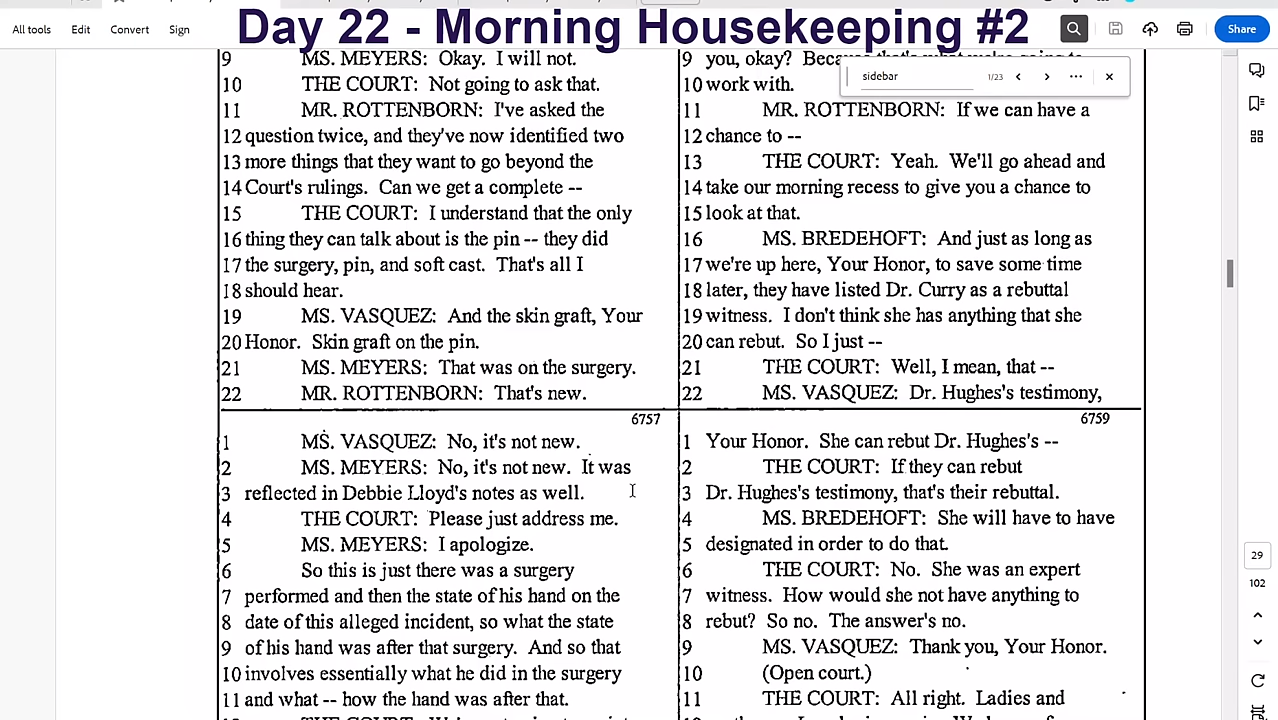 Day 22 - Morning Housekeeping #2
All tools Edit Convert Sign
Share
sidebar 1/23
9 MS. MEYERS: Okay. I will not.
10 THE COURT: Not going to ask that.
11 MR. ROTTENBORN: I've asked the
12 question twice, and they've now identified two
13 more things that they want to go beyond the
14 Court's rulings. Can we get a complete --
15 THE COURT: I understand that the only
16 thing they can talk about is the pin -- they did
17 the surgery, pin, and soft cast. That's all I
18 should hear.
19 MS. VASQUEZ: And the skin graft, Your
20 Honor. Skin graft on the pin.
21 MS. MEYERS: That was on the surgery.
22 MR. ROTTENBORN: That's new.
6757
1 MS. VASQUEZ: No, it's not new.
2 MS. MEYERS: No, it's not new. It was
3 reflected in Debbie Lloyd's notes as well.
4 THE COURT: Please just address me.
5 MS. MEYERS: I apologize.
6 So this is just there was a surgery
7 performed and then the state of his hand on the
8 date of this alleged incident, so what the state
9 of his hand was after that surgery. And so that
10 involves essentially what he did in the surgery
11 and what -- how the hand was after that.
9 you, okay?
10 work with.
11 MR. ROTTENBORN: If we can have a
12 chance to --
13 THE COURT: Yeah. We'll go ahead and
14 take our morning recess to give you a chance to
15 look at that.
16 MS. BREDEHOFT: And just as long as
17 we're up here, Your Honor, to save some time
18 later, they have listed Dr. Curry as a rebuttal
19 witness. I don't think she has anything that she
20 can rebut. So I just --
21 THE COURT: Well, I mean, that --
22 MS. VASQUEZ: Dr. Hughes's testimony,
6759
1 Your Honor. She can rebut Dr. Hughes's --
2 THE COURT: If they can rebut
3 Dr. Hughes's testimony, that's their rebuttal.
4 MS. BREDEHOFT: She will have to have
5 designated in order to do that.
6 THE COURT: No. She was an expert
7 witness. How would she not have anything to
8 rebut? So no. The answer's no.
9 MS. VASQUEZ: Thank you, Your Honor.
10 (Open court.)
11 THE COURT: All right. Ladies and
29
102